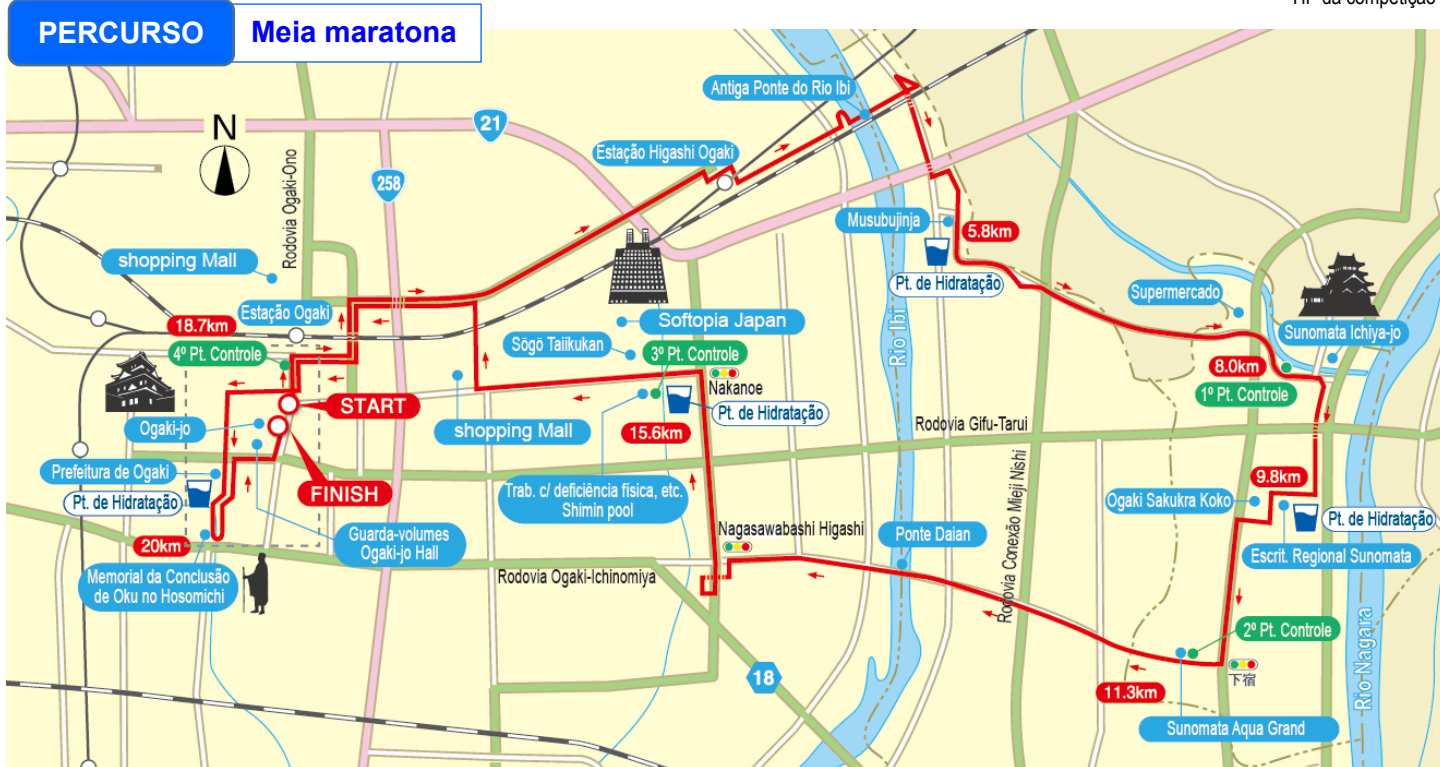 HP da competição
PERCURSO
Meia maratona
N
21
258
Antiga Ponte do Rio Ibi
Estação Higashi Ogaki
Rodovia Ogaki-Ono
shopping Mall
Musubujinja
5.8km
Pt. de Hidratação
Estação Ogaki
18.7km
4º Pt. Controle
Softopia Japan
Sōgō Taiikukan
3º Pt. Controle
Nakanoe
Pt. de Hidratação
15.6km
Rio Ibi
Supermercado
Sunomata Ichiya-jo
8.0km
1º Pt. Controle
START
Ogaki-jo
shopping Mall
Rodovia Gifu-Tarui
FINISH
Prefeitura de Ogaki
Pt. de Hidratação
Trab. c/ deficiência física, etc.
Shimin pool
Rodovia Conexão Mieji Nishi
9.8km
Ogaki Sakukra Koko
Pt. de Hidratação
Escrit. Regional Sunomata
20km
Guarda-volumes
Ogaki-jo Hall
Nagasawabashi Higashi
Ponte Daian
Memorial da Conclusão
de Oku no Hosomichi
Rodovia Ogaki-Ichinomiya
18
2º Pt. Controle
下宿
11.3km
Sunomata Aqua Grand
Rio Nagara